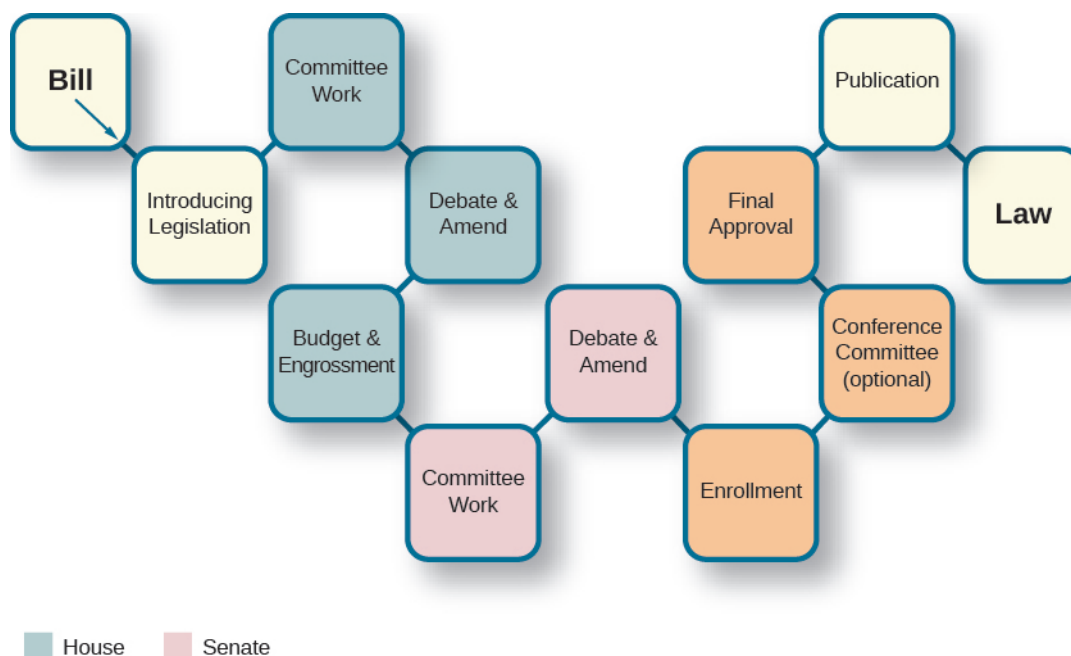 Bill
Introducing
Legislation
Committee
Work
Debate &
Amend
Budget &
Engrossment
Committee
Work
Debate &
Amend
Enrollment
Conference
Committee
(optional)
Final
Approval
Publication
Law
House
Senate